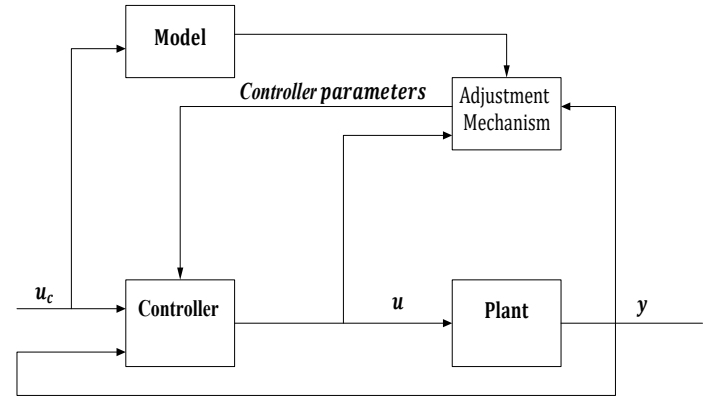 Model
Controller parameters
Adjustment
Mechanism
u_c
Controller
u
Plant
y